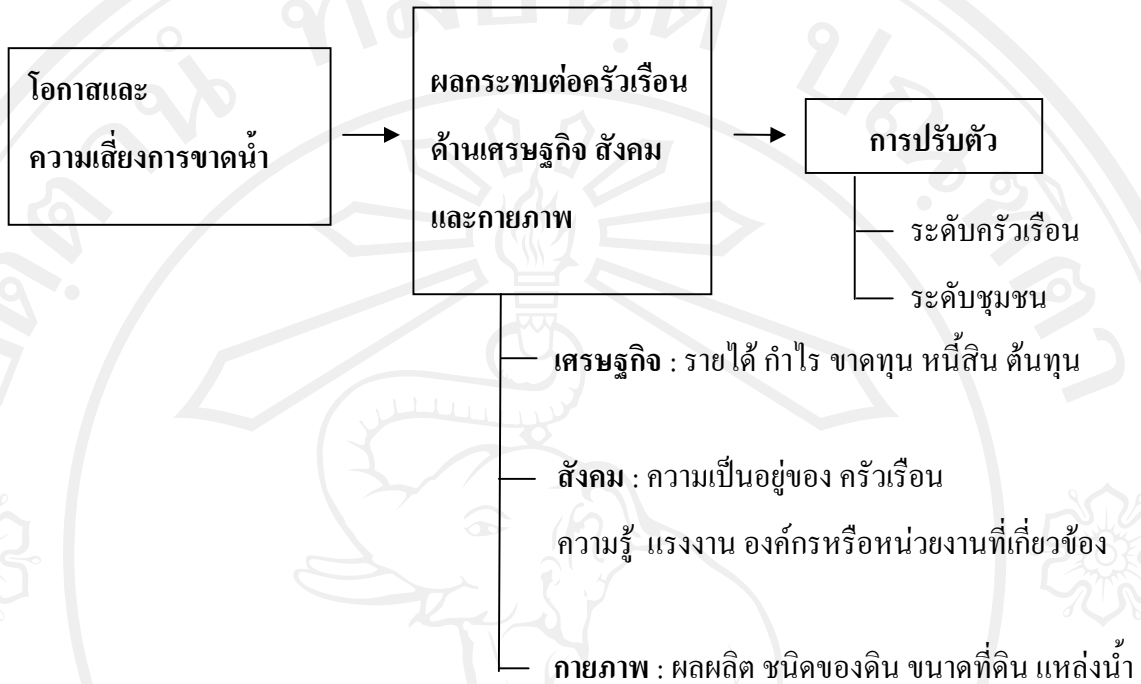 โอกาสและ
ความเสี่ยงการขาดน้ำ
ผลกระทบต่อครัวเรือน
ด้านเศรษฐกิจ สังคม
และกายภาพ
การปรับตัว
ระดับครัวเรือน
ระดับชุมชน
เศรษฐกิจ : รายได้ กำไร ขาดทุน หนี้สิน ต้นทุน
สังคม : ความเป็นอยู่ของ ครัวเรือน
ความรู้ แรงงาน องค์กรหรือหน่วยงานที่เกี่ยวข้อง
กายภาพ : ผลผลิต ชนิดของดิน ขนาดที่ดิน แหล่งน้ำ